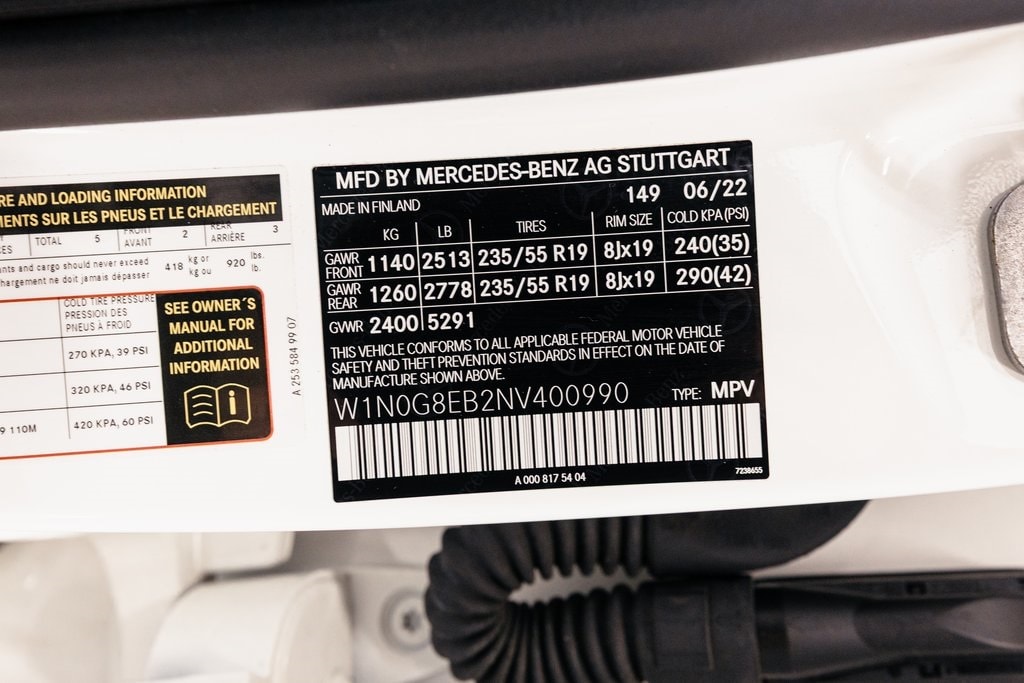 RE AND LOADING INFORMATION
MENTS SUR LES PNEUS ET LE CHARGEMENT
TOTAL 5 FRONT AVANT 2 REAR ARRIÈRE 3
nts and cargo should never exceed
hargement ne doit jamais dépasser
418 kg or kg ou 920 lbs. lb.
COLD TIRE PRESSURE
PRESSION DES
PNEUS À FROID
270 KPA, 39 PSI
320 KPA, 46 PSI
9 110M 420 KPA, 60 PSI
SEE OWNER´S
MANUAL FOR
ADDITIONAL
INFORMATION
A 253 584 99 07
MFD BY MERCEDES-BENZ AG STUTTGART
MADE IN FINLAND 149 06/22
KG LB TIRES RIM SIZE COLD KPA(PSI)
GAWR FRONT 1140 2513 235/55 R19 8Jx19 240(35)
GAWR REAR 1260 2778 235/55 R19 8Jx19 290(42)
GVWR 2400 5291
THIS VEHICLE CONFORMS TO ALL APPLICABLE FEDERAL MOTOR VEHICLE
SAFETY AND THEFT PREVENTION STANDARDS IN EFFECT ON THE DATE OF
MANUFACTURE SHOWN ABOVE.
W1N0G8EB2NV400990 TYPE: MPV
A 000 817 54 04
7238655